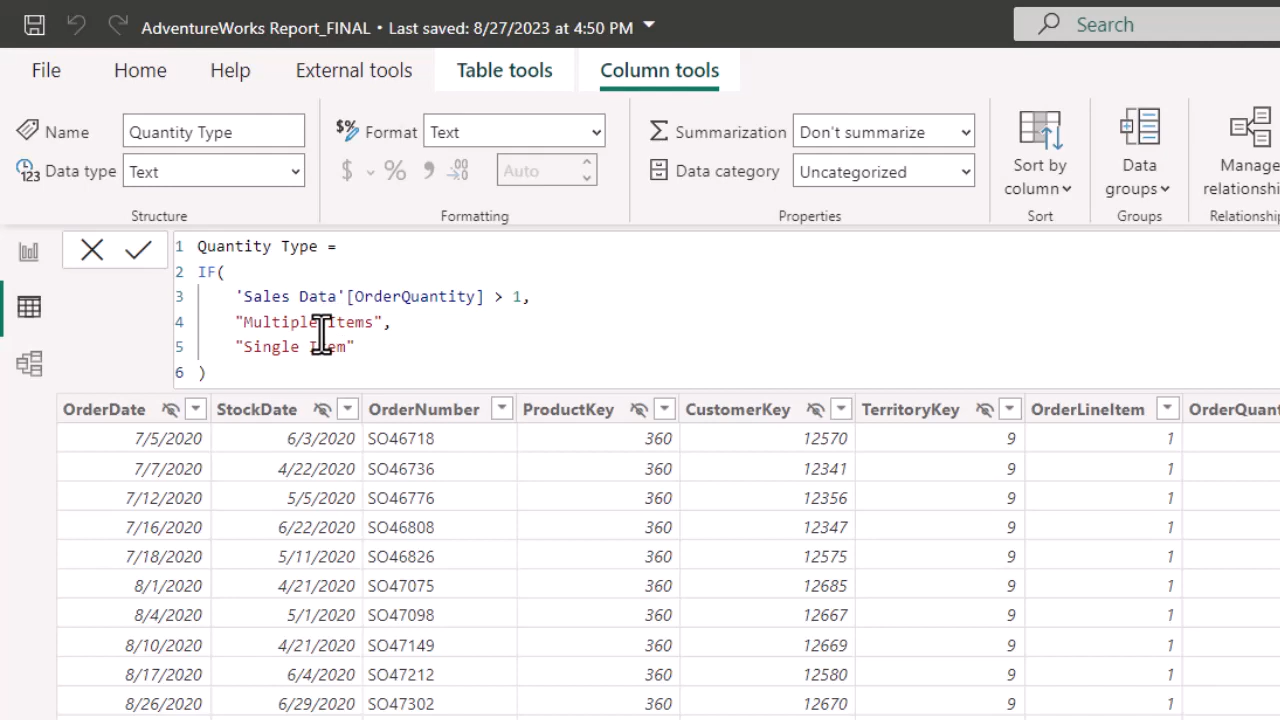 AdventureWorks Report_FINAL • Last saved: 8/27/2023 at 4:50 PM
Search
File Home Help External tools Table tools Column tools
Name Quantity Type $% Format Text Summarization Don't summarize
Data type Text $ % Auto Data category Uncategorized
Sort by column Data groups Manage
Structure Formatting Properties Sort Groups
1 Quantity Type =
2 IF(
3 'Sales Data'[OrderQuantity] > 1,
4 "Multiple Items",
5 "Single Item"
6 )
OrderDate StockDate OrderNumber ProductKey CustomerKey TerritoryKey OrderLineItem
7/5/2020 6/3/2020 SO46718 360 12570 9 1
7/7/2020 4/22/2020 SO46736 360 12341 9 1
7/12/2020 5/5/2020 SO46776 360 12356 9 1
7/16/2020 6/22/2020 SO46808 360 12347 9 1
7/18/2020 5/11/2020 SO46826 360 12575 9 1
8/1/2020 4/21/2020 SO47075 360 12685 9 1
8/4/2020 5/1/2020 SO47098 360 12667 9 1
8/10/2020 4/21/2020 SO47149 360 12669 9 1
8/17/2020 6/4/2020 SO47212 360 12580 9 1
8/26/2020 6/29/2020 SO47302 360 12670 9 1